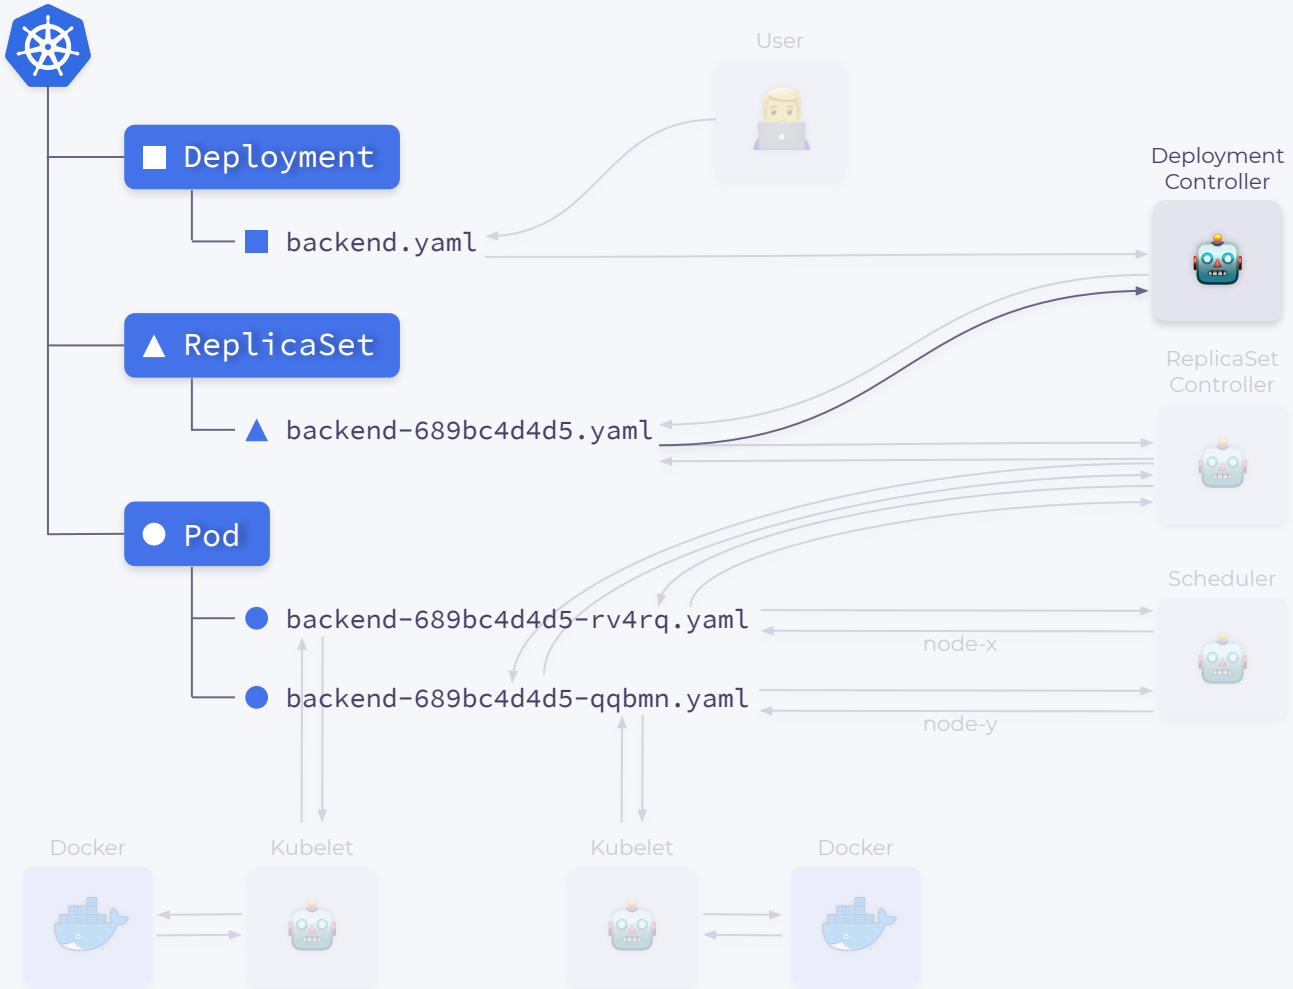 User
Deployment
Deployment
Controller
backend.yaml
ReplicaSet
ReplicaSet
Controller
backend-689bc4d4d5.yaml
Pod
Scheduler
backend-689bc4d4d5-rv4rq.yaml
node-x
backend-689bc4d4d5-qqbmn.yaml
node-y
Docker
Kubelet
Kubelet
Docker